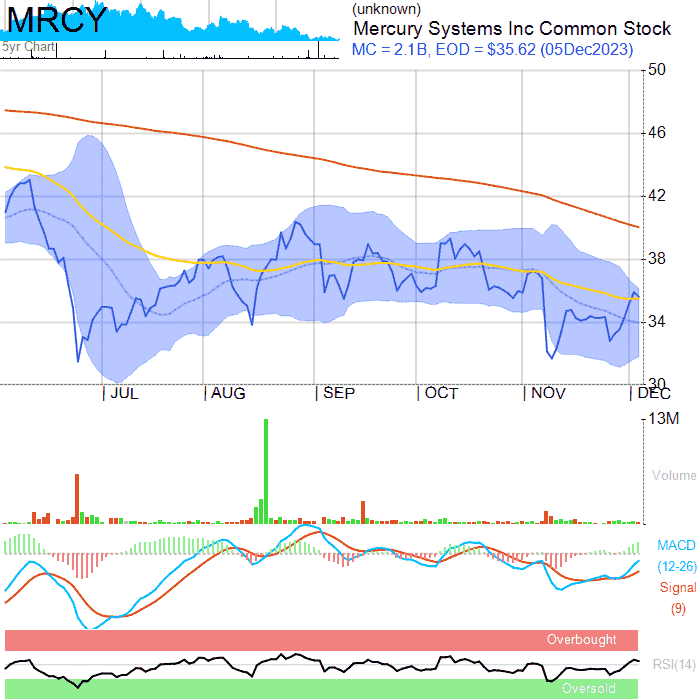 MRCY
(unknown)
Mercury Systems Inc Common Stock
5yr Chart
MC = 2.1B, EOD = $35.62 (05Dec2023)
50
46
42
38
34
30
JUL
AUG
SEP
OCT
NOV
DEC
13M
Volume
MACD
(12-26)
Signal
(9)
Overbought
RSI(14)
Oversold